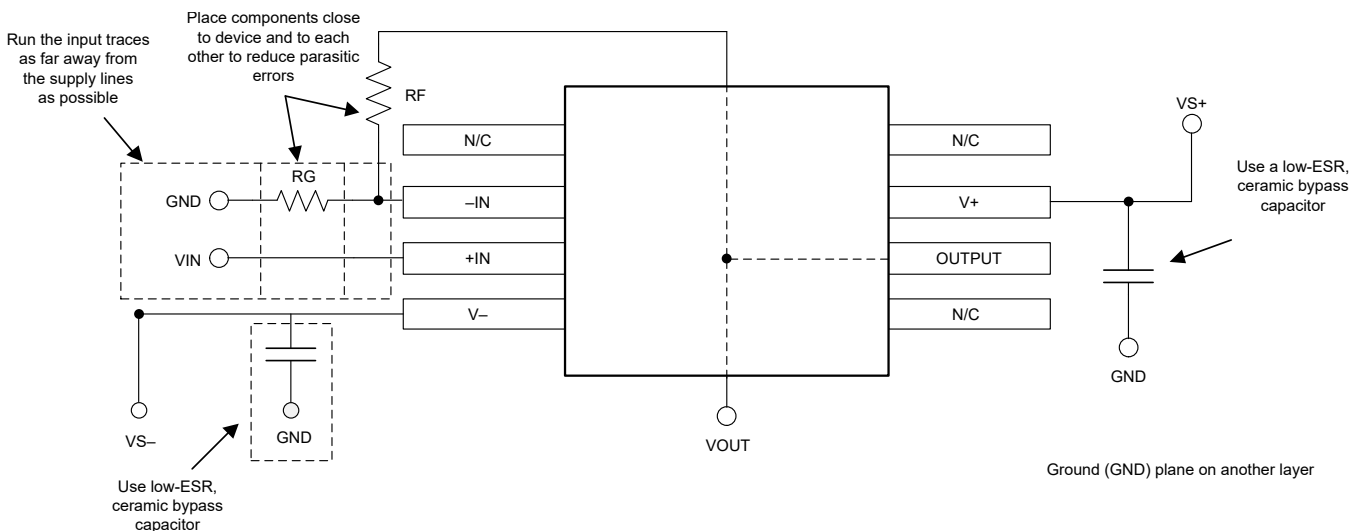 Place components close
to device and to each
other to reduce parasitic
errors
Run the input traces
as far away from
the supply lines
as possible
RF
VS+
N/C
N/C
Use a low-ESR,
ceramic bypass
capacitor
RG
GND
–IN
V+
VIN
+IN
OUTPUT
V–
N/C
GND
GND
VS–
VOUT
Ground (GND) plane on another layer
Use low-ESR,
ceramic bypass
capacitor